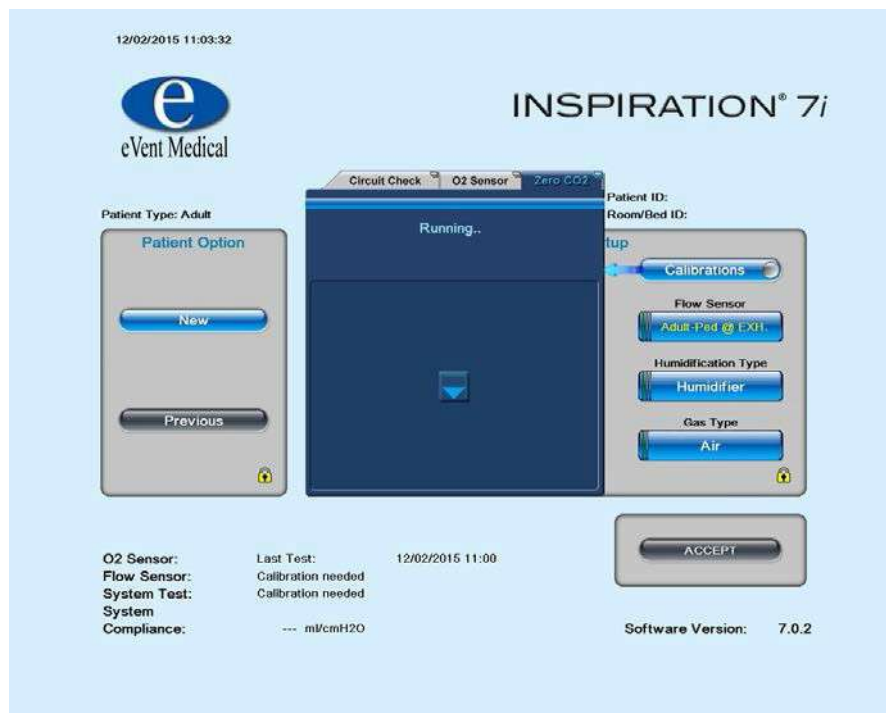 12/02/2015 11:03:32
e
eVent Medical
INSPIRATION® 7i
Circuit Check O2 Sensor Zero CO2
Patient ID:
Patient Type: Adult
Room/Bed ID:
Running..
Patient Option
tup
Calibrations
New
Flow Sensor
Adult-Ped @ EXH.
Humidification Type
Humidifier
Previous
Gas Type
Air
ACCEPT
O2 Sensor: Last Test: 12/02/2015 11:00
Flow Sensor: Calibration needed
System Test: Calibration needed
System
Compliance: --- ml/cmH2O
Software Version: 7.0.2